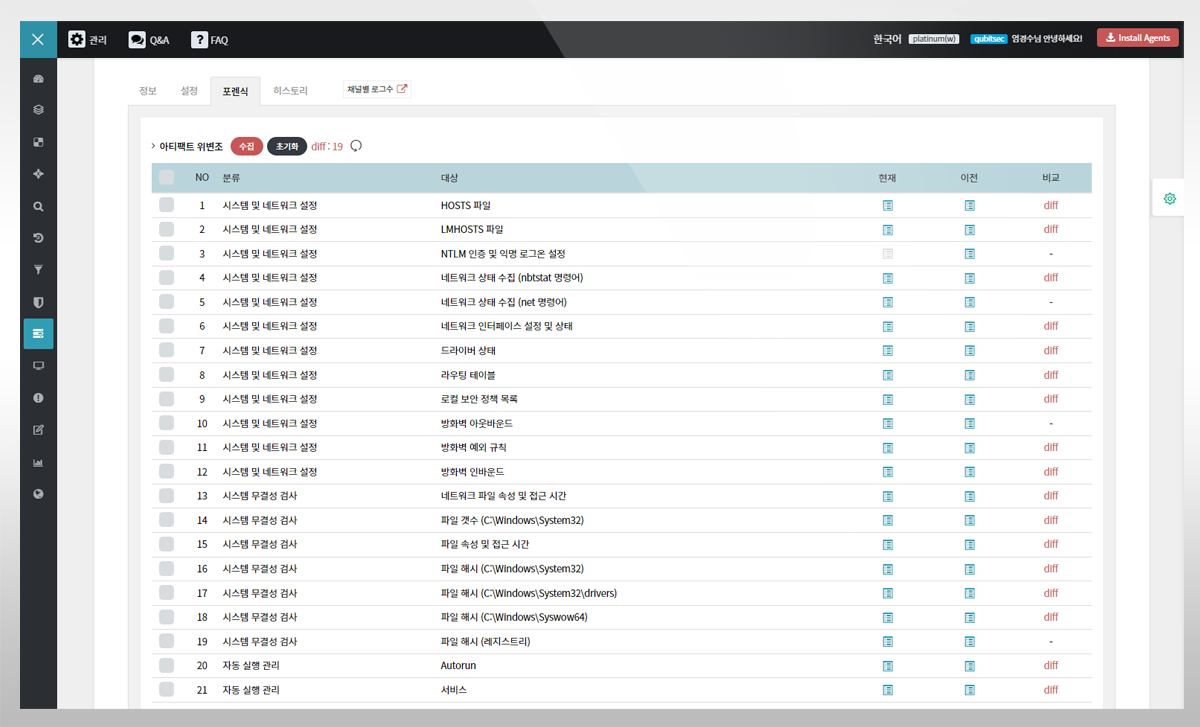 관리 Q&A ? FAQ 한국어 platinum(w) qubitsec 엄경수님 안녕하세요! Install Agents
정보 설정 포렌식 히스토리 채널별 로그수
아티팩트 위변조 수집 초기화 diff : 19
NO 분류 대상 현재 이전 비교
1 시스템 및 네트워크 설정 HOSTS 파일 diff
2 시스템 및 네트워크 설정 LMHOSTS 파일 diff
3 시스템 및 네트워크 설정 NTLM 인증 및 익명 로그온 설정 -
4 시스템 및 네트워크 설정 네트워크 상태 수집 (nbtstat 명령어) diff
5 시스템 및 네트워크 설정 네트워크 상태 수집 (net 명령어) -
6 시스템 및 네트워크 설정 네트워크 인터페이스 설정 및 상태 diff
7 시스템 및 네트워크 설정 드라이버 상태 diff
8 시스템 및 네트워크 설정 라우팅 테이블 diff
9 시스템 및 네트워크 설정 로컬 보안 정책 목록 diff
10 시스템 및 네트워크 설정 방화벽 아웃바운드 -
11 시스템 및 네트워크 설정 방화벽 예외 규칙 diff
12 시스템 및 네트워크 설정 방화벽 인바운드 diff
13 시스템 무결성 검사 네트워크 파일 속성 및 접근 시간 diff
14 시스템 무결성 검사 파일 갯수 (C:\Windows\System32) diff
15 시스템 무결성 검사 파일 속성 및 접근 시간 diff
16 시스템 무결성 검사 파일 해시 (C:\Windows\System32) diff
17 시스템 무결성 검사 파일 해시 (C:\Windows\System32\drivers) diff
18 시스템 무결성 검사 파일 해시 (C:\Windows\Syswow64) diff
19 시스템 무결성 검사 파일 해시 (레지스트리) -
20 자동 실행 관리 Autorun diff
21 자동 실행 관리 서비스 diff